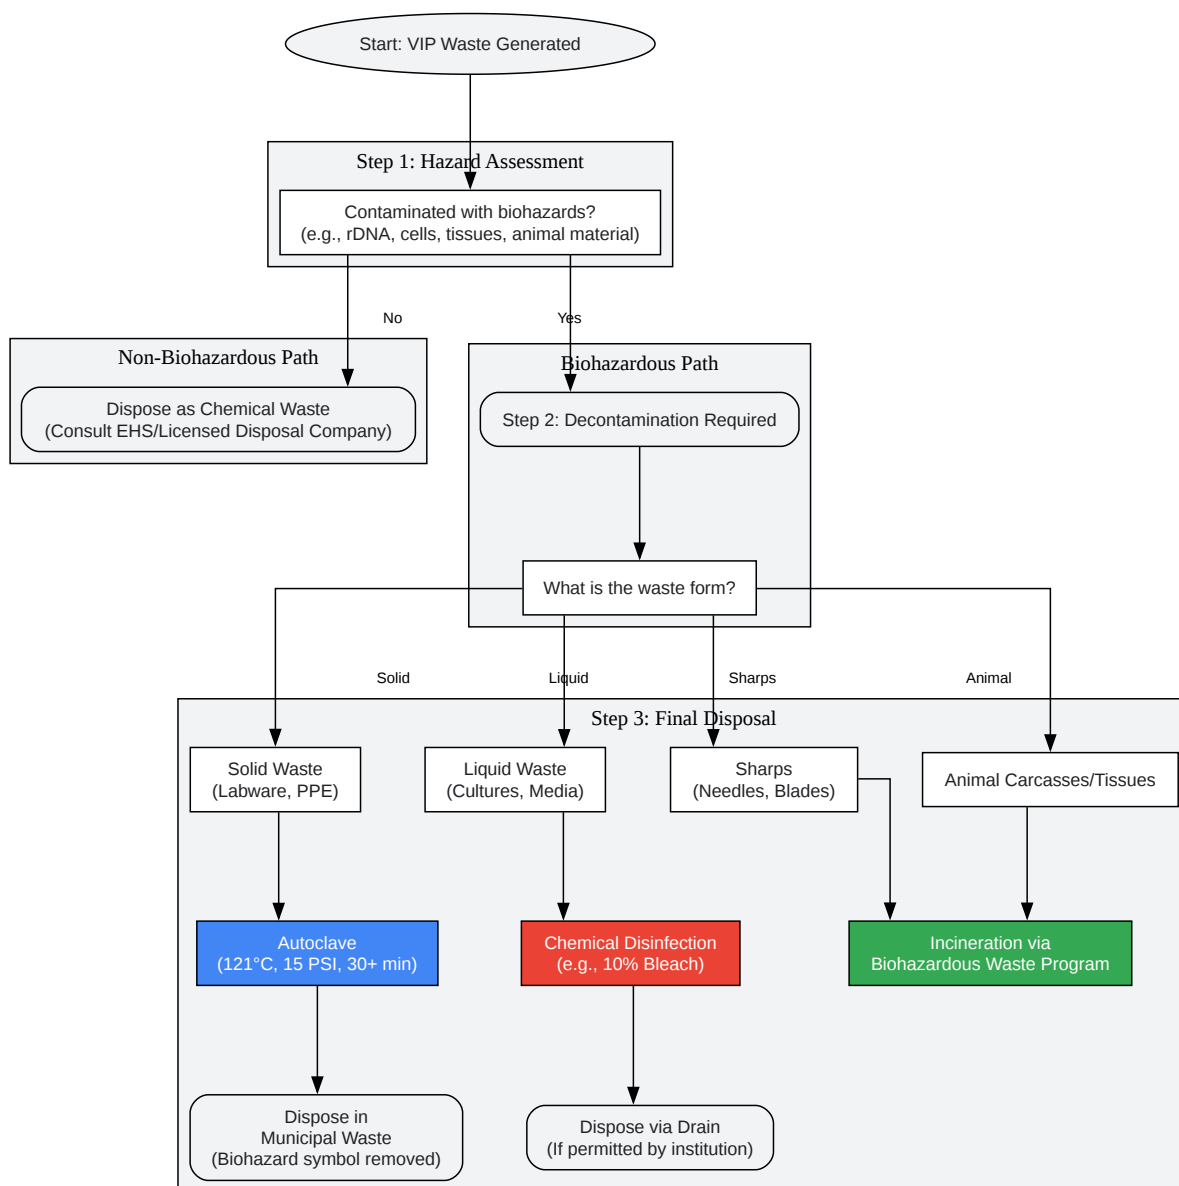 Start: VIP Waste Generated
Step 1: Hazard Assessment
Contaminated with biohazards?
(e.g., rDNA, cells, tissues, animal material)
No
Yes
Non-Biohazardous Path
Dispose as Chemical Waste
(Consult EHS/Licensed Disposal Company)
Biohazardous Path
Step 2: Decontamination Required
What is the waste form?
Solid
Liquid
Sharps
Animal
Step 3: Final Disposal
Solid Waste
(Labware, PPE)
Liquid Waste
(Cultures, Media)
Sharps
(Needles, Blades)
Animal Carcasses/Tissues
Autoclave
(121°C, 15 PSI, 30+ min)
Chemical Disinfection
(e.g., 10% Bleach)
Incineration via
Biohazardous Waste Program
Dispose in
Municipal Waste
(Biohazard symbol removed)
Dispose via Drain
(If permitted by institution)